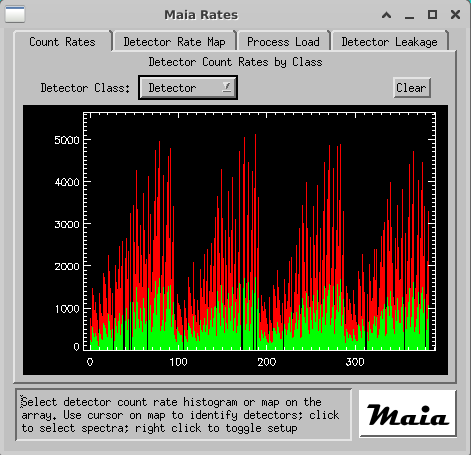 Maia Rates
Count Rates Detector Rate Map Process Load Detector Leakage
Detector Count Rates by Class
Detector Class: Detector Clear
5000
4000
3000
2000
1000
0
0 100 200 300
Select detector count rate histogram or map on the
array. Use cursor on map to identify detectors; click
to select spectra; right click to toggle setup
Maia